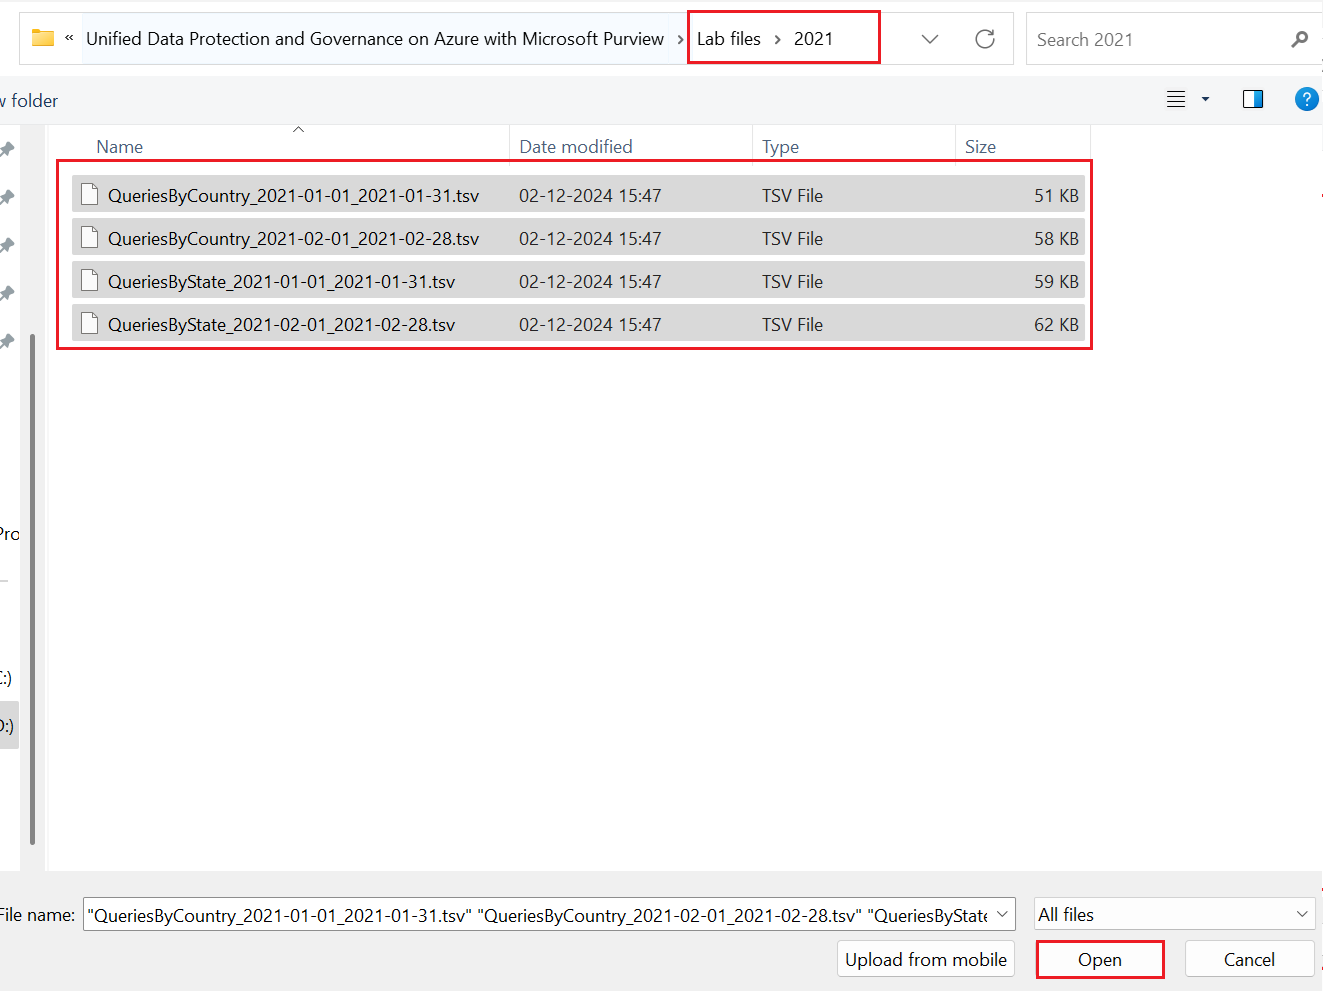 « Unified Data Protection and Governance on Azure with Microsoft Purview > Lab files > 2021
Search 2021
w folder
?
Name Date modified Type Size
QueriesByCountry_2021-01-01_2021-01-31.tsv 02-12-2024 15:47 TSV File 51 KB
QueriesByCountry_2021-02-01_2021-02-28.tsv 02-12-2024 15:47 TSV File 58 KB
QueriesByState_2021-01-01_2021-01-31.tsv 02-12-2024 15:47 TSV File 59 KB
QueriesByState_2021-02-01_2021-02-28.tsv 02-12-2024 15:47 TSV File 62 KB
Pro
C:)
D:)
File name: "QueriesByCountry_2021-01-01_2021-01-31.tsv" "QueriesByCountry_2021-02-01_2021-02-28.tsv" "QueriesByState All files
Upload from mobile Open Cancel